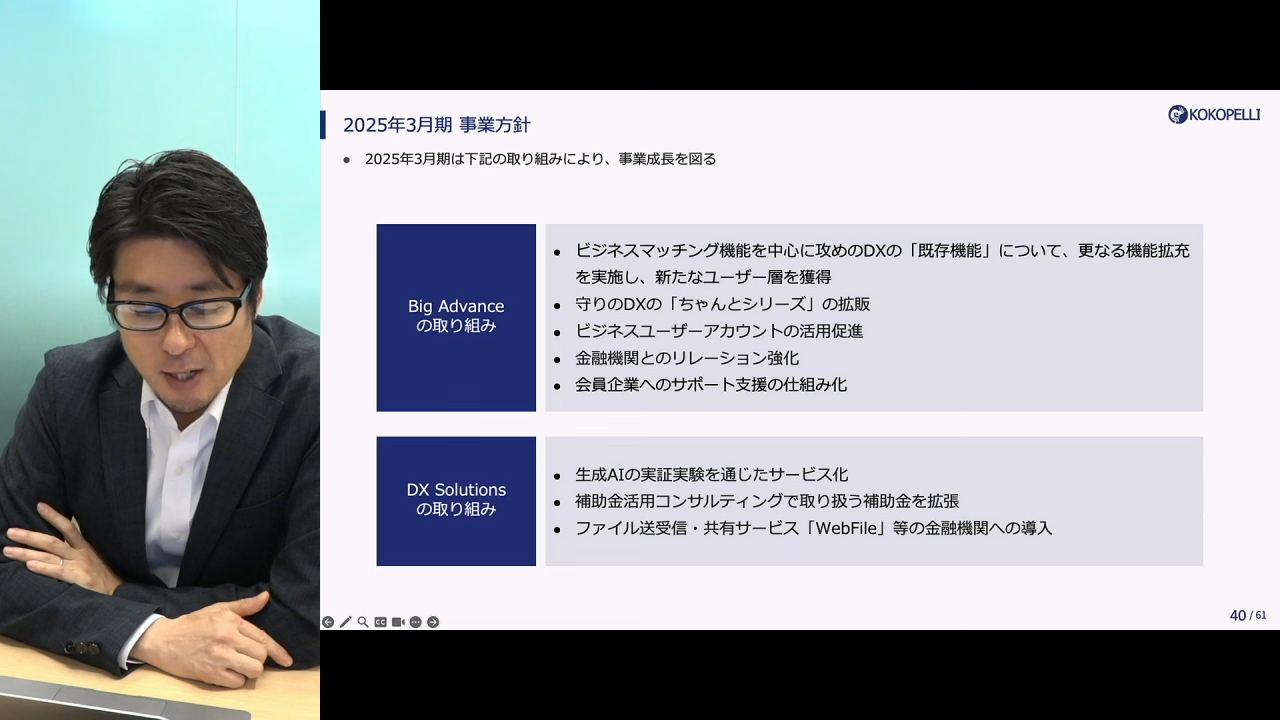 2025年3月期 事業方針
KOKOPELLI
● 2025年3月期は下記の取り組みにより、事業成長を図る
Big Advance
の取り組み
● ビジネスマッチング機能を中心に攻めのDXの「既存機能」について、更なる機能拡充
を実施し、新たなユーザー層を獲得
● 守りのDXの「ちゃんとシリーズ」の拡販
● ビジネスユーザーアカウントの活用促進
● 金融機関とのリレーション強化
● 会員企業へのサポート支援の仕組み化
DX Solutions
の取り組み
● 生成AIの実証実験を通じたサービス化
● 補助金活用コンサルティングで取り扱う補助金を拡張
● ファイル送受信・共有サービス「WebFile」等の金融機関への導入
CC
40 / 61